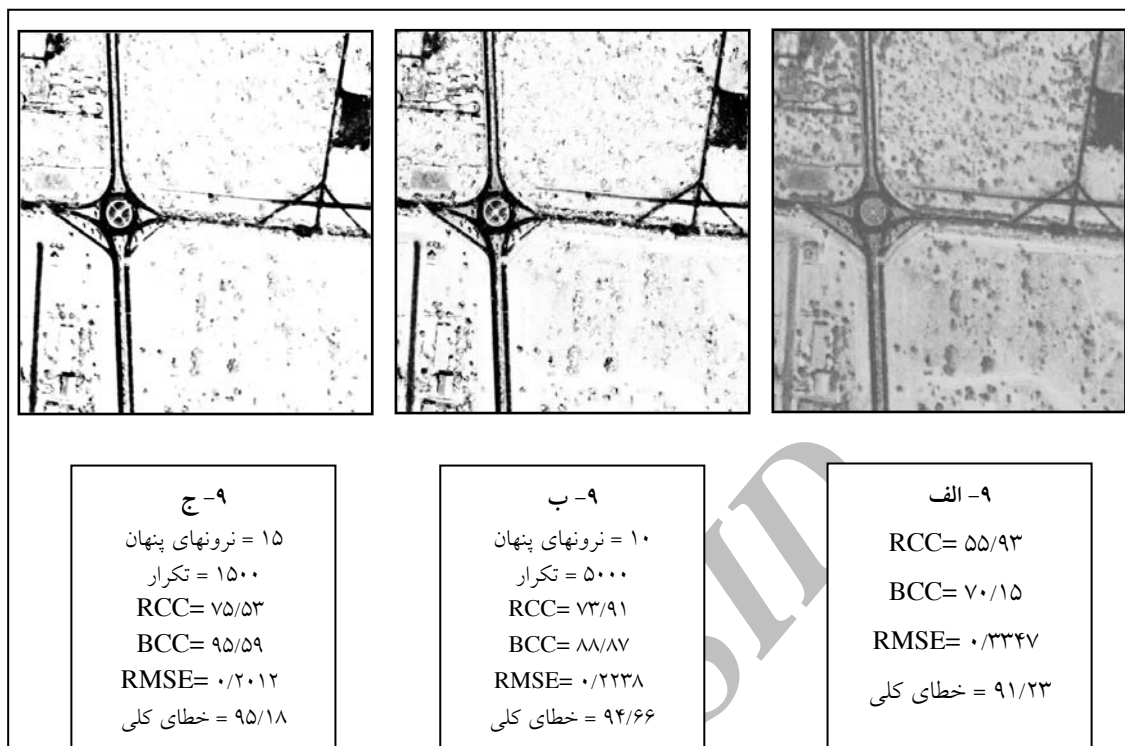 ۹- الف
RCC= ۵۵/۹۳
BCC= ۷۰/۱۵
RMSE= ۰/۳۳۴۷
۹۱/۲۳ = خطای کلی
۹- ب
۱۰ = نرونهای پنهان
۵۰۰۰ = تکرار
RCC= ۷۳/۹۱
BCC= ۸۸/۸۷
RMSE= ۰/۲۲۳۸
۹۴/۶۶ = خطای کلی
۹- ج
۱۵ = نرونهای پنهان
۱۵۰۰ = تکرار
RCC= ۷۵/۵۳
BCC= ۹۵/۵۹
RMSE= ۰/۲۰۱۲
۹۵/۱۸ = خطای کلی
SID